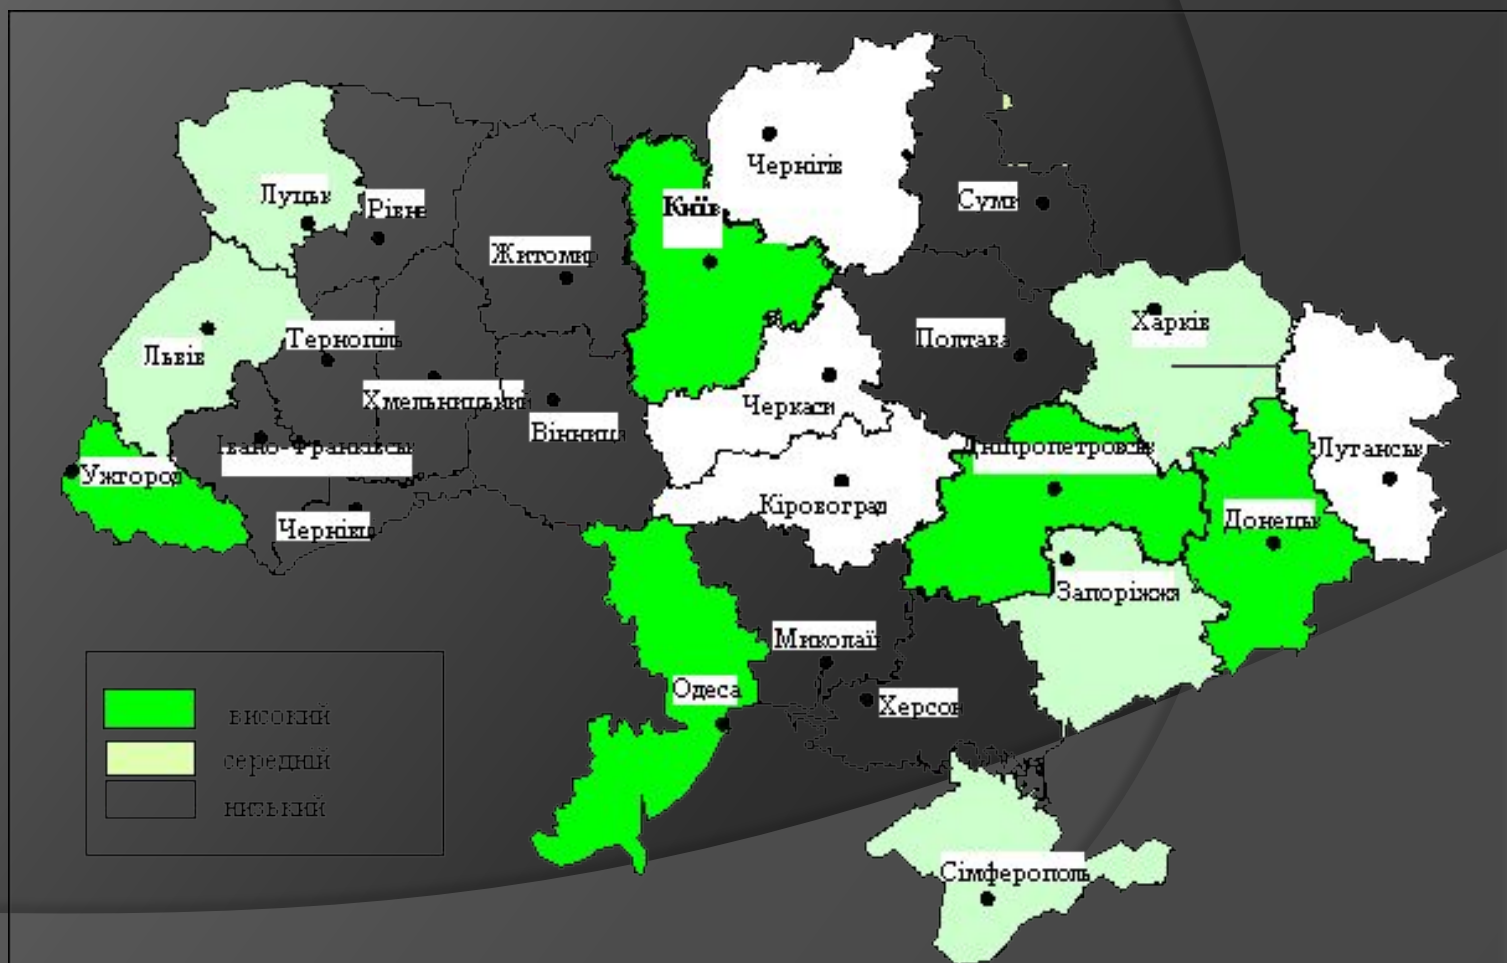 Чернігів
Луцьк
Рівне
Київ
Суми
Житомир
Харків
Тернопіль
Полтава
Львів
Хмельницький
Черкаси
Вінниця
Івано-Франківськ
Дніпропетровськ
Луганськ
Ужгород
Кіровоград
Чернівці
Донецьк
Запоріжжя
Миколаїв
Одеса
Херсон
високий
середній
низький
Сімферополь